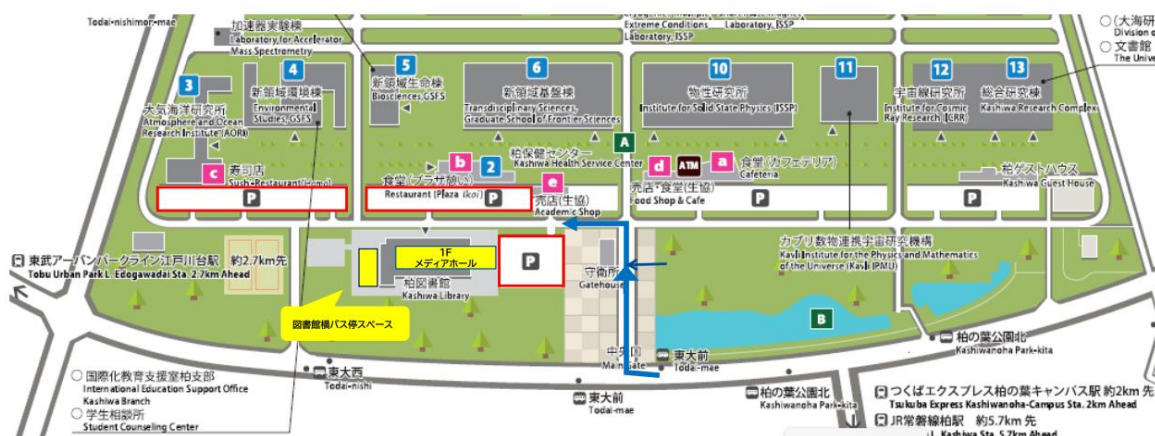 Todai-nishimon-mae
加速器実験棟
Laboratory for Accelerator
Mass Spectrometry
Extreme Conditions
Laboratory, ISSP
Laboratory, ISSP
Division o
文書館
The Unive
3
大気海洋研究所
Atmosphere and Ocean
Research Institute (AORI)
4
新領域環境棟
Environmental
Studies, GSFS
5
新領域生命棟
Biosciences, GSFS
6
新領域基盤棟
Transdisciplinary Sciences,
Graduate School of Frontier Sciences
10
物性研究所
Institute for Solid State Physics (ISSP)
11
12
宇宙線研究所
Institute for Cosmic
Ray Research (ICRR)
13
総合研究棟
Kashiwa Research Complex
A
c
寿司店
Sushi Restaurant
b
2
柏保健センター
Kashiwa Health Service Center
食堂(プラザ憩い)
Restaurant (Plaza Ikoi)
e
売店(生協)
Academic Shop
d
ATM
a
食堂(カフェテリア)
Cafeteria
売店・食堂(生協)
Food Shop & Cafe
柏ゲストハウス
Kashiwa Guest House
P
P
P
P
P
東武アーバンパークライン江戸川台駅 約2.7km先
Tobu Urban Park L. Edogawadai Sta. 2.7km Ahead
1F
メディアホール
柏図書館
Kashiwa Library
図書館横バス停スペース
守衛所
Gatehouse
カブリ数物連携宇宙研究機構
Kavli Institute for the Physics and Mathematics
of the Universe (Kavli IPMU)
B
中央口
Main Gate
東大前
Todai-mae
柏の葉公園北
Kashiwanoha Park-kita
東大西
Todai-nishi
東大前
Todai-mae
柏の葉公園北
Kashiwanoha Park-kita
国際化教育支援室柏支部
International Education Support Office
Kashiwa Branch
学生相談所
Student Counseling Center
つくばエクスプレス柏の葉キャンパス駅 約2km 先
Tsukuba Express Kashiwanoha-Campus Sta. 2km Ahead
JR常磐線柏駅 約5.7km 先
L. Kashiwa Sta. 5.7km Ahead